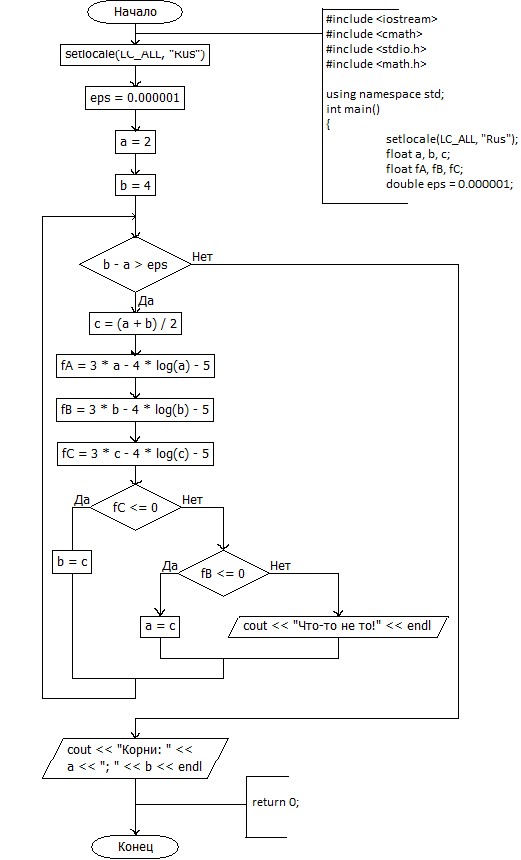 Начало
#include <iostream>
#include <cmath>
#include <stdio.h>
#include <math.h>
using namespace std;
int main()
{
setlocale(LC_ALL, "Rus");
float a, b, c;
float fA, fB, fC;
double eps = 0.000001;
setlocale(LC_ALL, "Rus")
eps = 0.000001
a = 2
b = 4
b - a > eps
Нет
Да
c = (a + b) / 2
fA = 3 * a - 4 * log(a) - 5
fB = 3 * b - 4 * log(b) - 5
fC = 3 * c - 4 * log(c) - 5
Да
fC <= 0
Нет
b = c
Да
fB <= 0
Нет
a = c
cout << "Что-то не то!" << endl
cout << "Корни: " <<
a << "; " << b << endl
return 0;
Конец